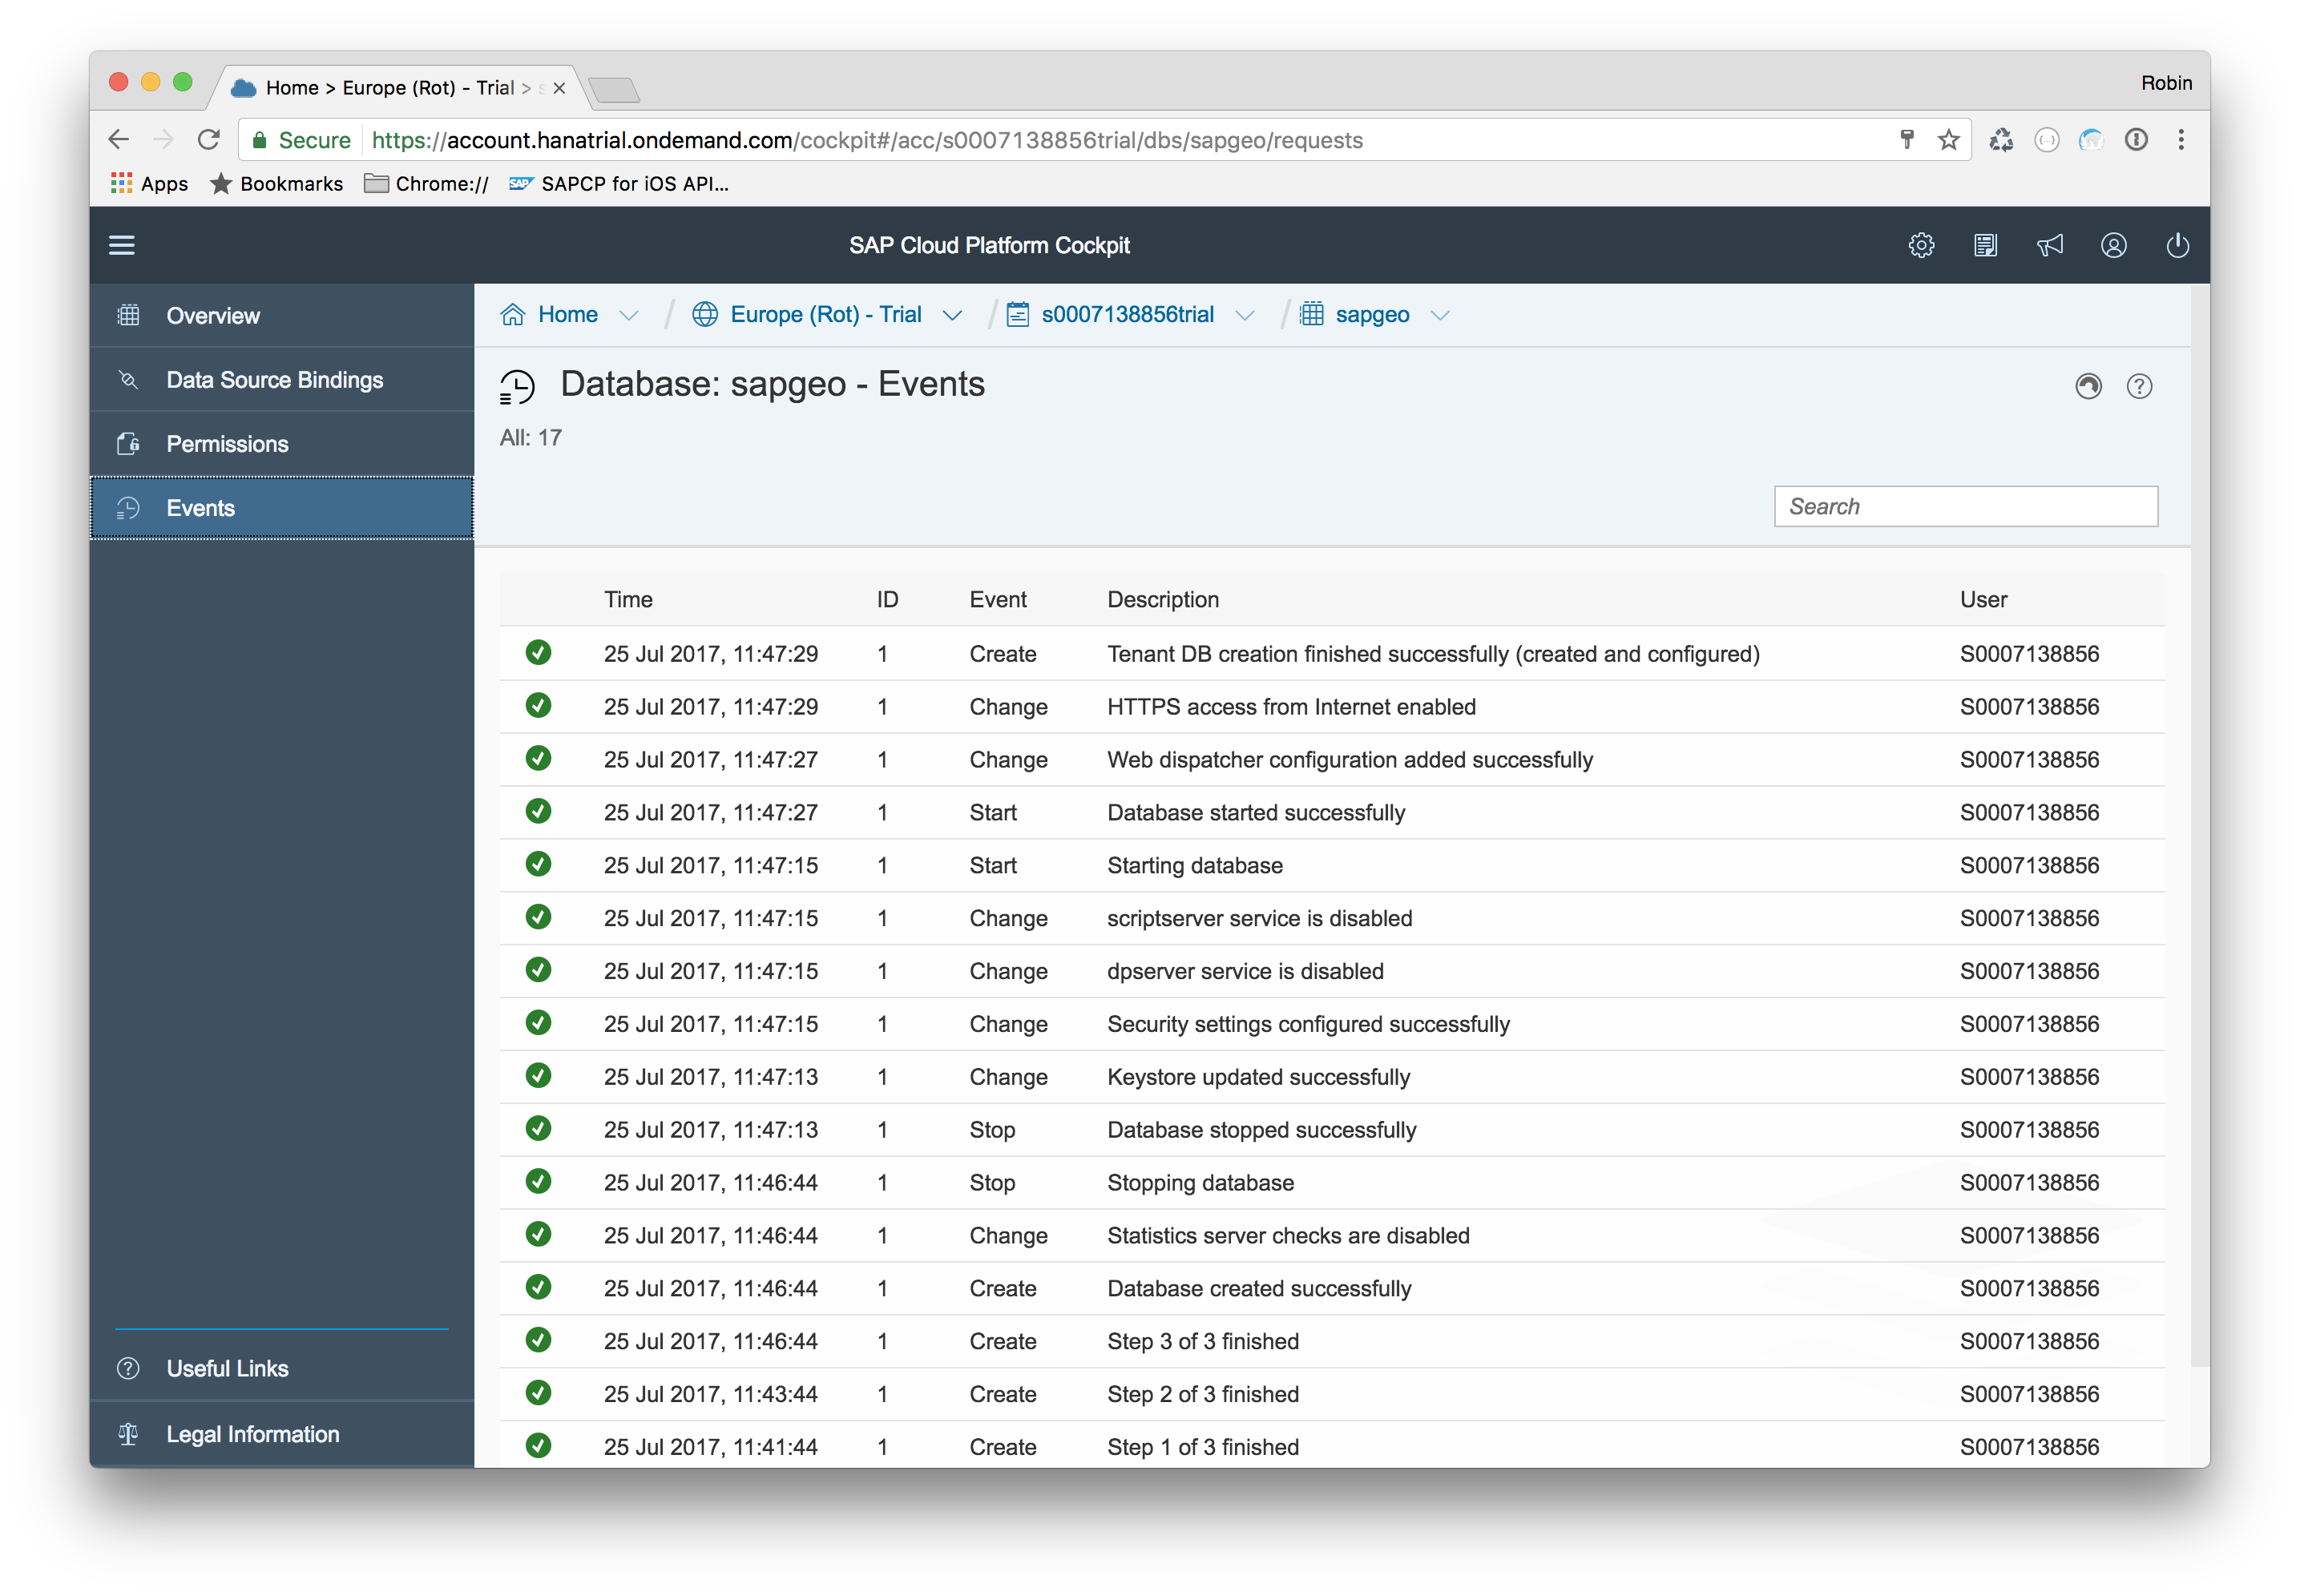 Home > Europe (Rot) - Trial >
Robin
Secure https://account.hanatrial.ondemand.com/cockpit#/acc/s0007138856trial/dbs/sapgeo/requests
Apps Bookmarks Chrome:// SAP SAPCP for iOS API...
SAP Cloud Platform Cockpit
Overview
Data Source Bindings
Permissions
Events
Useful Links
Legal Information
Home / Europe (Rot) - Trial / s0007138856trial / sapgeo
Database: sapgeo - Events
All: 17
Search
Time ID Event Description User
25 Jul 2017, 11:47:29 1 Create Tenant DB creation finished successfully (created and configured) S0007138856
25 Jul 2017, 11:47:29 1 Change HTTPS access from Internet enabled S0007138856
25 Jul 2017, 11:47:27 1 Change Web dispatcher configuration added successfully S0007138856
25 Jul 2017, 11:47:27 1 Start Database started successfully S0007138856
25 Jul 2017, 11:47:15 1 Start Starting database S0007138856
25 Jul 2017, 11:47:15 1 Change scriptserver service is disabled S0007138856
25 Jul 2017, 11:47:15 1 Change dpserver service is disabled S0007138856
25 Jul 2017, 11:47:15 1 Change Security settings configured successfully S0007138856
25 Jul 2017, 11:47:13 1 Change Keystore updated successfully S0007138856
25 Jul 2017, 11:47:13 1 Stop Database stopped successfully S0007138856
25 Jul 2017, 11:46:44 1 Stop Stopping database S0007138856
25 Jul 2017, 11:46:44 1 Change Statistics server checks are disabled S0007138856
25 Jul 2017, 11:46:44 1 Create Database created successfully S0007138856
25 Jul 2017, 11:46:44 1 Create Step 3 of 3 finished S0007138856
25 Jul 2017, 11:43:44 1 Create Step 2 of 3 finished S0007138856
25 Jul 2017, 11:41:44 1 Create Step 1 of 3 finished S0007138856